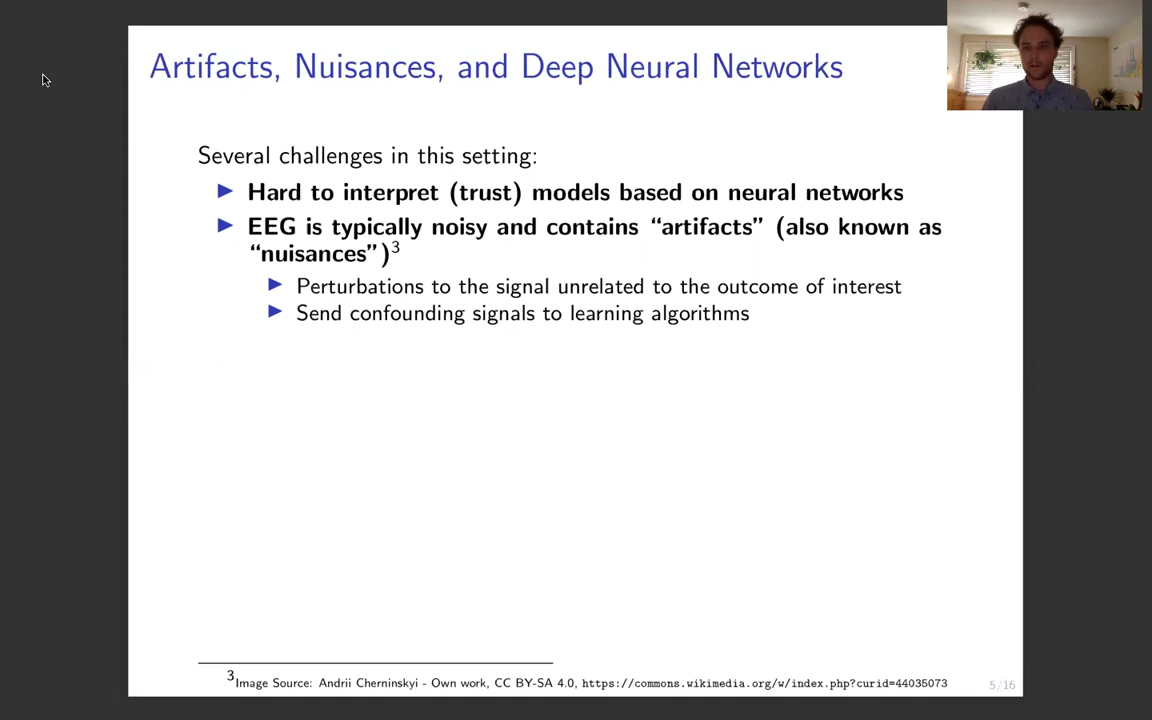 Artifacts, Nuisances, and Deep Neural Networks
Several challenges in this setting:
▶ Hard to interpret (trust) models based on neural networks
▶ EEG is typically noisy and contains “artifacts” (also known as
“nuisances”)3
▶ Perturbations to the signal unrelated to the outcome of interest
▶ Send confounding signals to learning algorithms
3Image Source: Andrii Cherninskyi - Own work, CC BY-SA 4.0, https://commons.wikimedia.org/w/index.php?curid=44035073
5/16